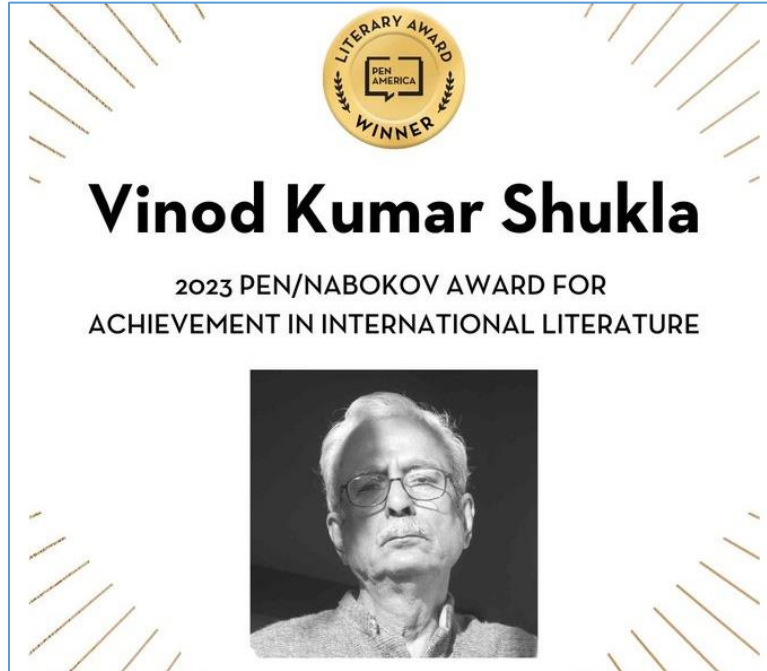 LITERARY AWARD
PEN
AMERICA
WINNER
Vinod Kumar Shukla
2023 PEN/NABOKOV AWARD FOR
ACHIEVEMENT IN INTERNATIONAL LITERATURE